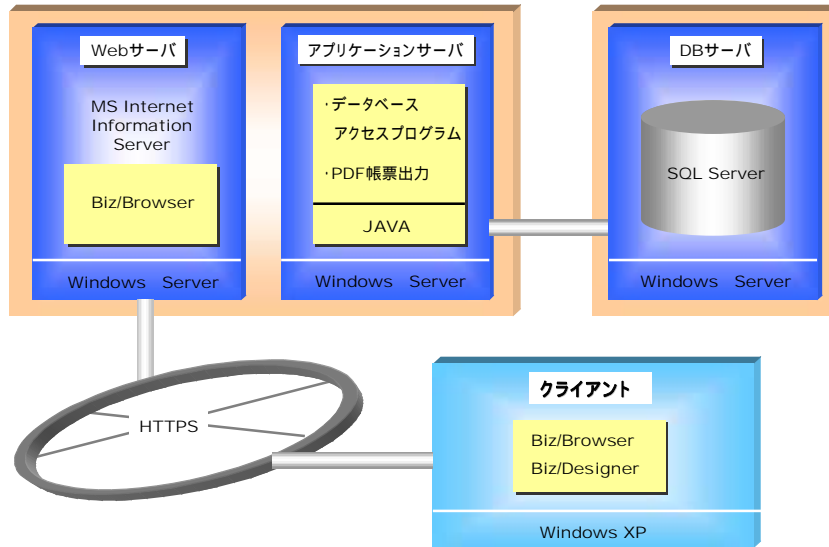 Webサーバ
MS Internet
Information
Server
Biz/Browser
Windows Server
アプリケーションサーバ
・データベース
アクセスプログラム
・PDF帳票出力
JAVA
Windows Server
DBサーバ
SQL Server
Windows Server
HTTPS
クライアント
Biz/Browser
Biz/Designer
Windows XP